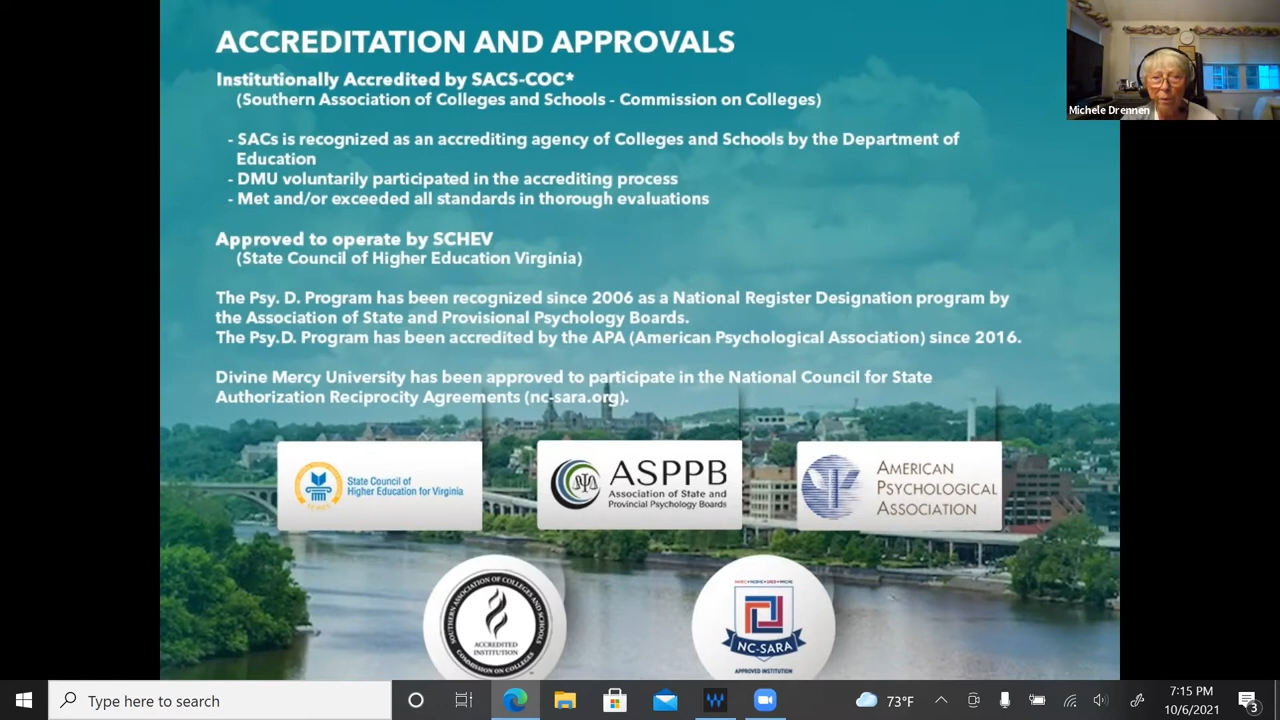 ACCREDITATION AND APPROVALS
Institutionally Accredited by SACS-COC*
(Southern Association of Colleges and Schools - Commission on Colleges)
- SACs is recognized as an accrediting agency of Colleges and Schools by the Department of
Education
- DMU voluntarily participated in the accrediting process
- Met and/or exceeded all standards in thorough evaluations
Approved to operate by SCHEV
(State Council of Higher Education Virginia)
The Psy. D. Program has been recognized since 2006 as a National Register Designation program by
the Association of State and Provisional Psychology Boards.
The Psy.D. Program has been accredited by the APA (American Psychological Association) since 2016.
Divine Mercy University has been approved to participate in the National Council for State
Authorization Reciprocity Agreements (nc-sara.org).
Michele Drennen
State Council of
Higher Education for Virginia
ASPPB
Association of State and
Provincial Psychology Boards
AMERICAN
PSYCHOLOGICAL
ASSOCIATION
SOUTHERN ASSOCIATION OF COLLEGES AND SCHOOLS
ACCREDITED
INSTITUTION
COMMISSION ON COLLEGES
NC-SARA
APPROVED INSTITUTION
Type here to search
73°F
7:15 PM
10/6/2021
3